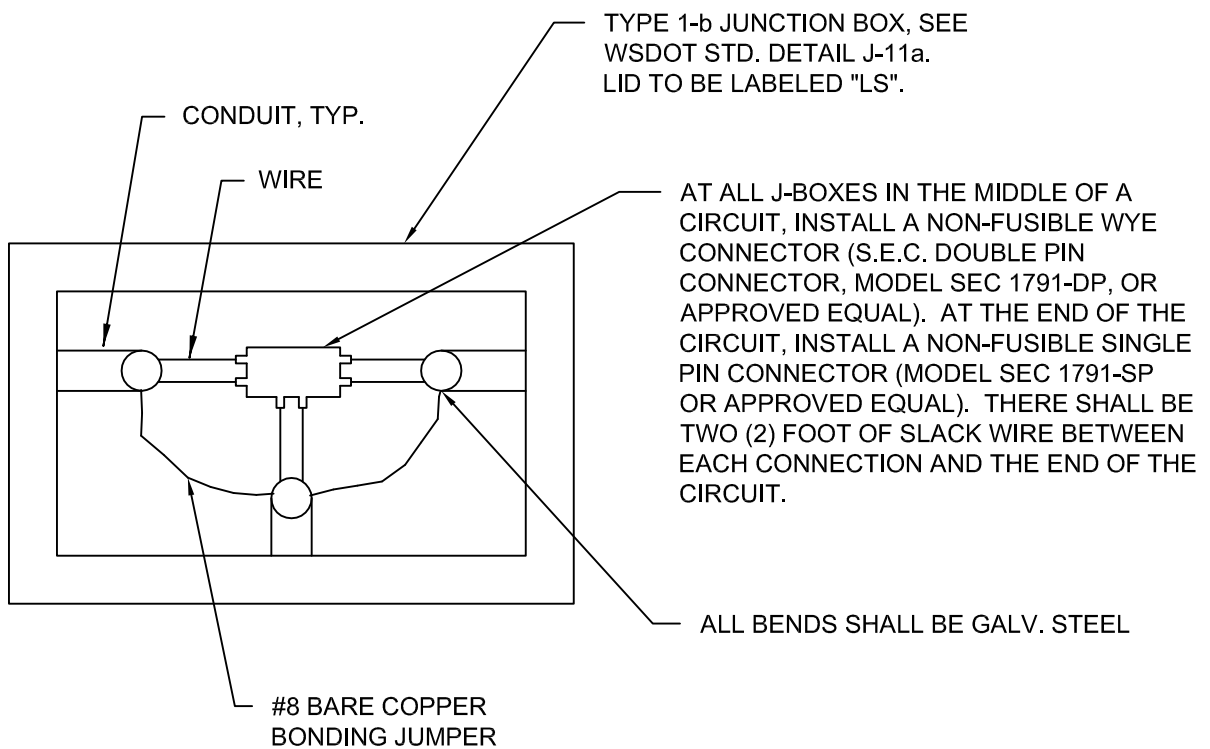 TYPE 1-b JUNCTION BOX, SEE
WSDOT STD. DETAIL J-11a.
LID TO BE LABELED "LS".
CONDUIT, TYP.
WIRE
AT ALL J-BOXES IN THE MIDDLE OF A
CIRCUIT, INSTALL A NON-FUSIBLE WYE
CONNECTOR (S.E.C. DOUBLE PIN
CONNECTOR, MODEL SEC 1791-DP, OR
APPROVED EQUAL).  AT THE END OF THE
CIRCUIT, INSTALL A NON-FUSIBLE SINGLE
PIN CONNECTOR (MODEL SEC 1791-SP
OR APPROVED EQUAL).  THERE SHALL BE
TWO (2) FOOT OF SLACK WIRE BETWEEN
EACH CONNECTION AND THE END OF THE
CIRCUIT.
ALL BENDS SHALL BE GALV. STEEL
#8 BARE COPPER
BONDING JUMPER